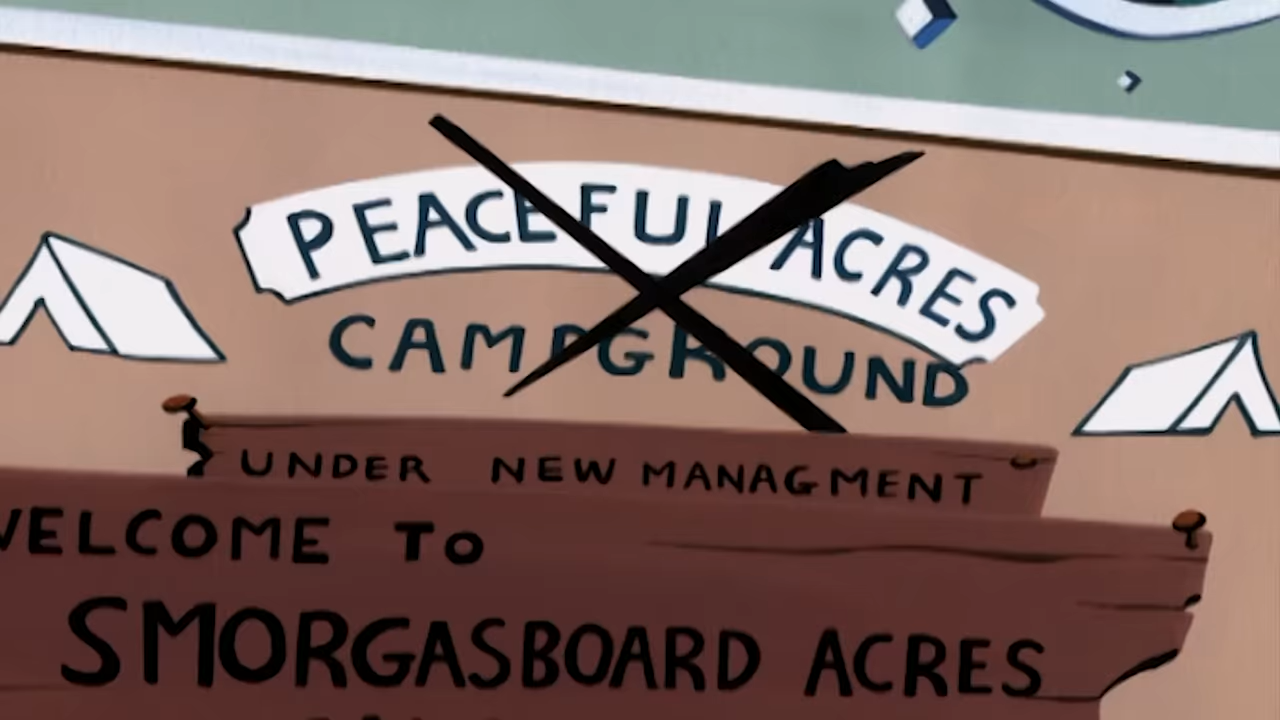 PEACEFUL ACRES
CAMPGROUND
UNDER NEW MANAGMENT
WELCOME TO
SMORGASBOARD ACRES